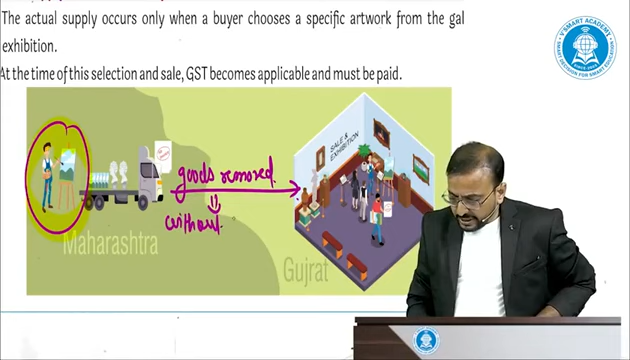 The actual supply occurs only when a buyer chooses a specific artwork from the gal
exhibition.
At the time of this selection and sale, GST becomes applicable and must be paid.
V'SMART ACADEMY
SALE &
EXHIBITION
goods removed
without
Maharashtra
Gujrat